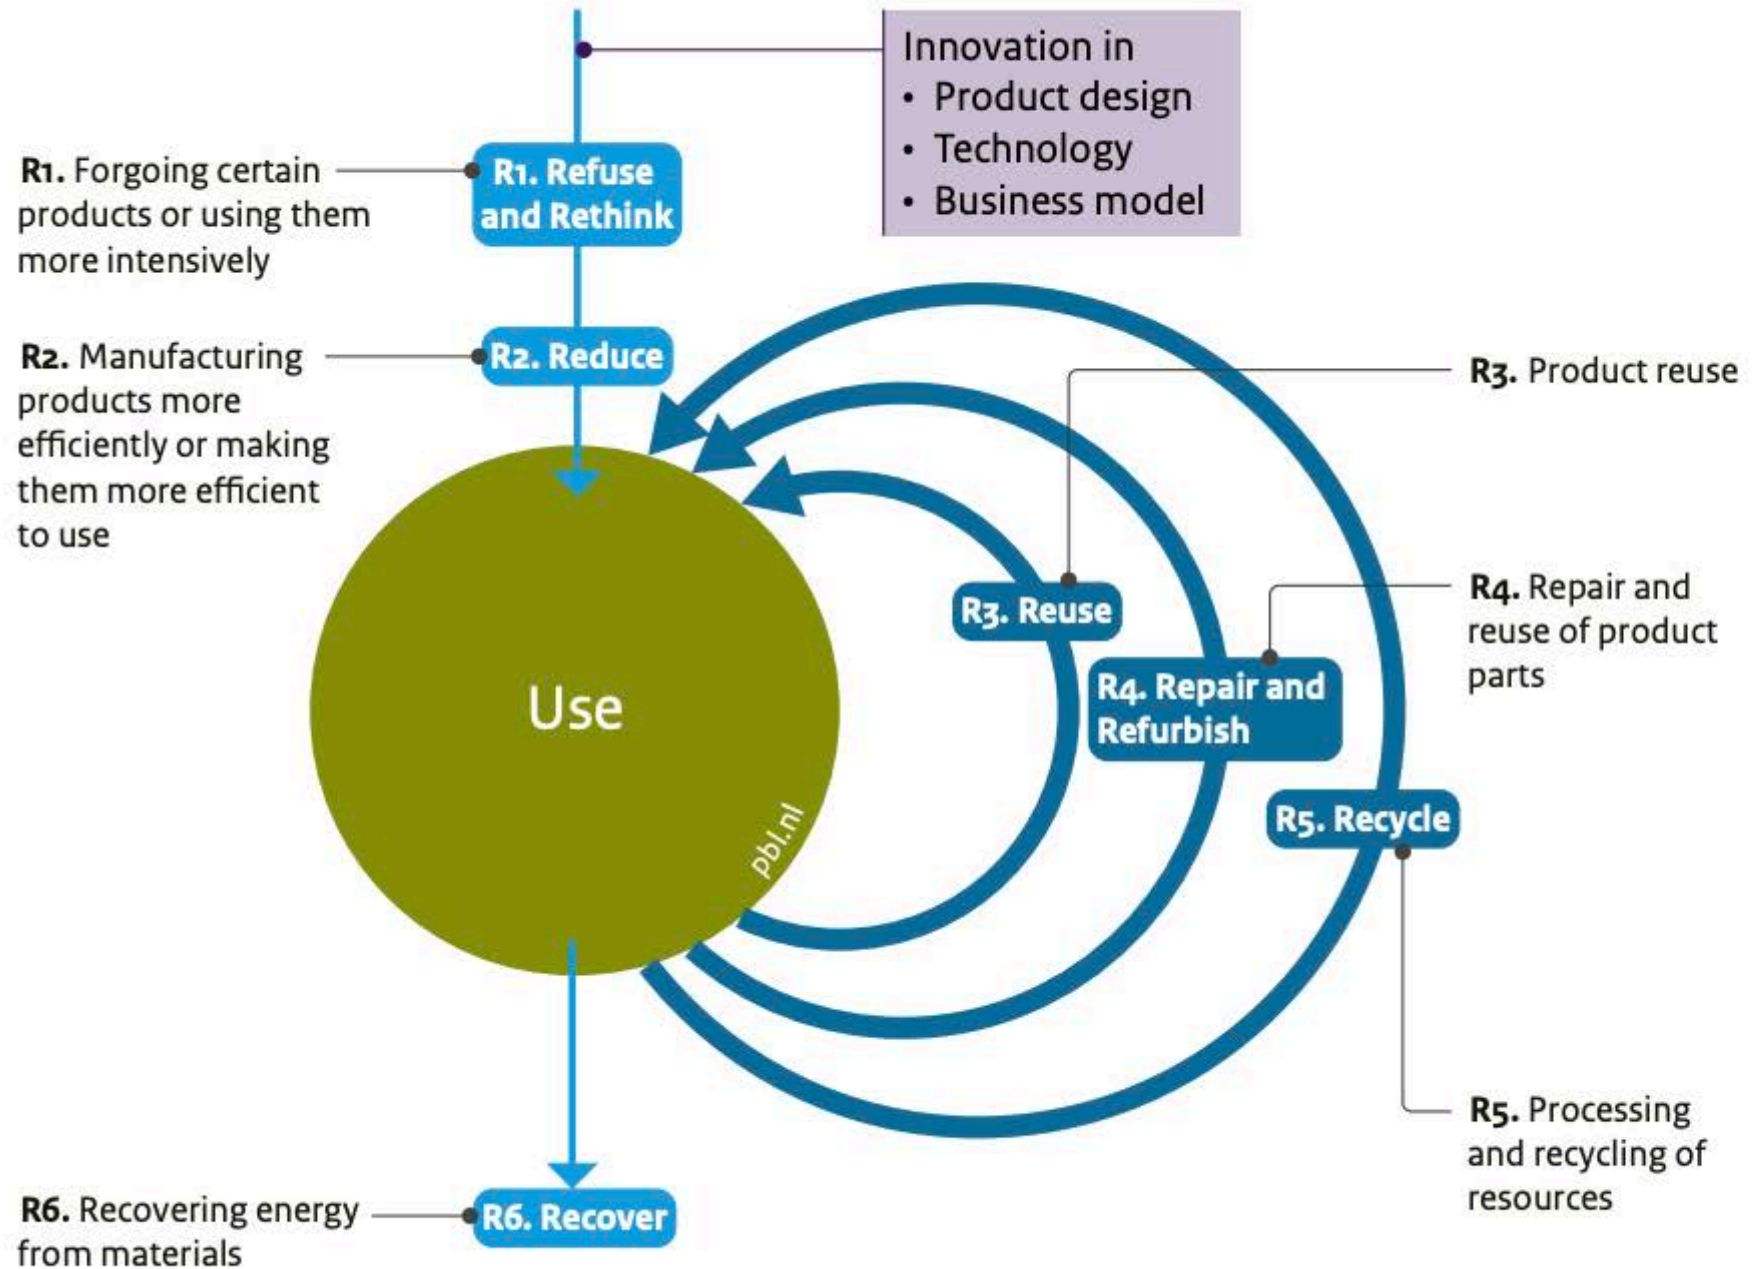 Innovation in
• Product design
• Technology
• Business model
R1. Forgoing certain
products or using them
more intensively
R1. Refuse
and Rethink
R2. Manufacturing
products more
efficiently or making
them more efficient
to use
R2. Reduce
R3. Product reuse
R3. Reuse
R4. Repair and
reuse of product
parts
R4. Repair and
Refurbish
Use
pbl.nl
R5. Recycle
R5. Processing
and recycling of
resources
R6. Recovering energy
from materials
R6. Recover